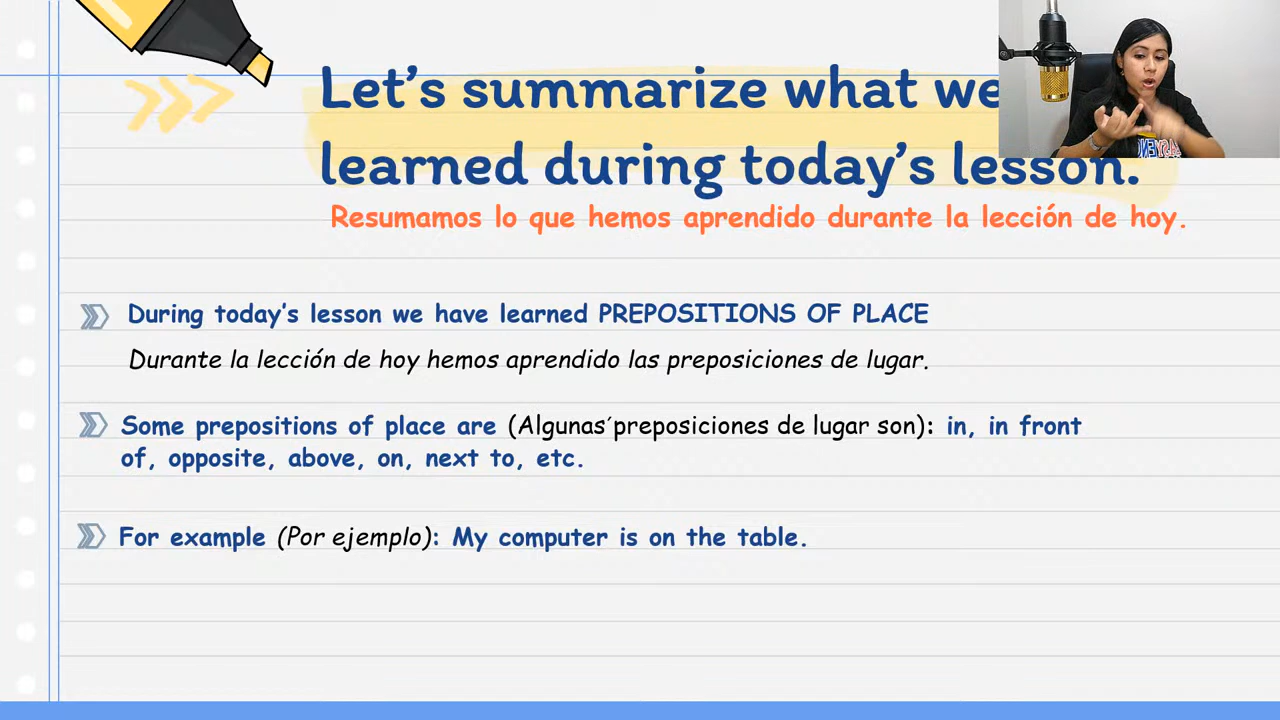 Let's summarize what we
learned during today's lesson.
Resumamos lo que hemos aprendido durante la lección de hoy.
During today's lesson we have learned PREPOSITIONS OF PLACE
Durante la lección de hoy hemos aprendido las preposiciones de lugar.
Some prepositions of place are (Algunas´preposiciones de lugar son): in, in front
of, opposite, above, on, next to, etc.
For example (Por ejemplo): My computer is on the table.